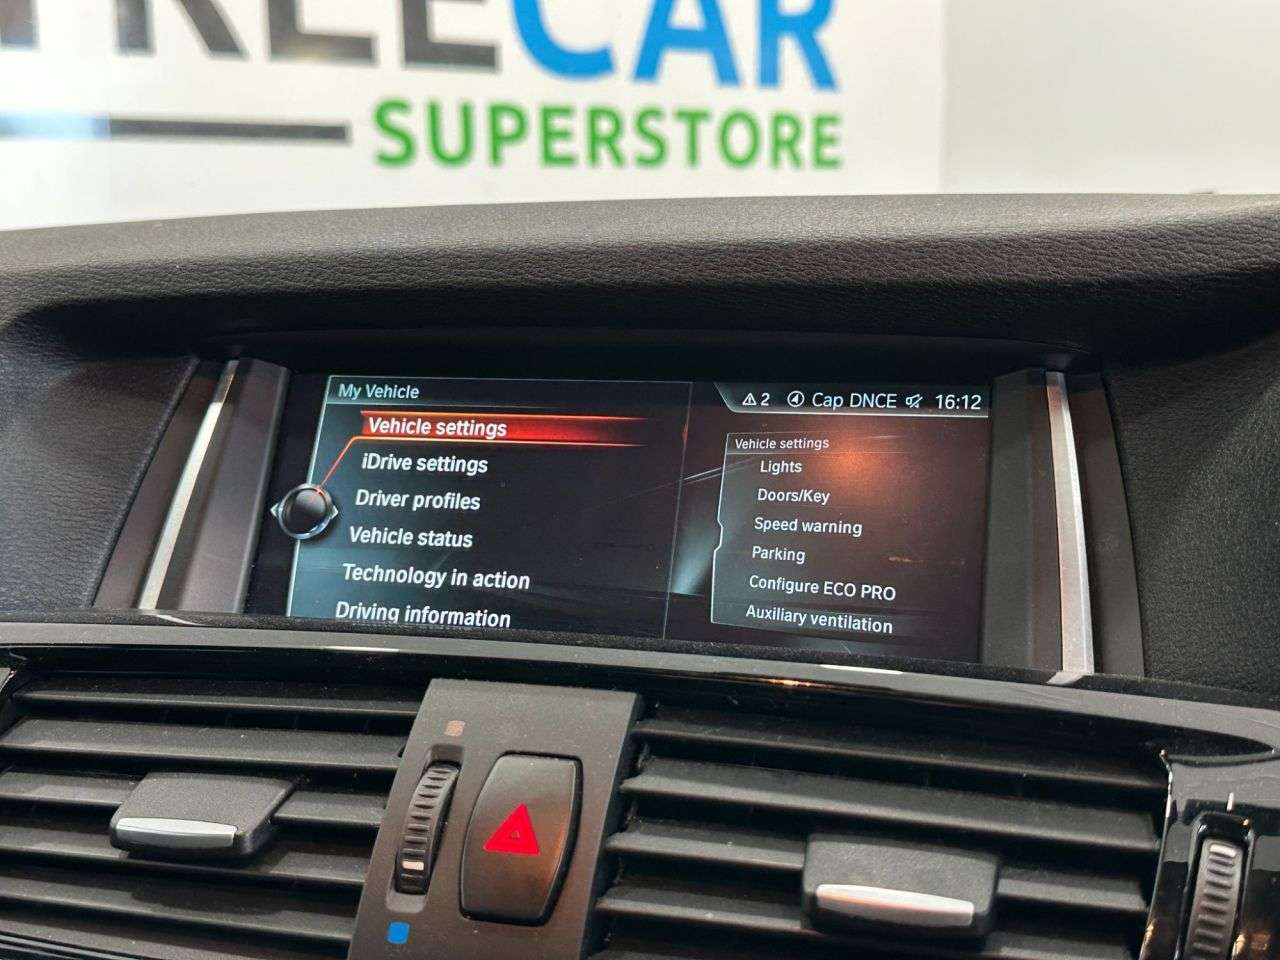 CAR
SUPERSTORE
My Vehicle
Vehicle settings
iDrive settings
Driver profiles
Vehicle status
Technology in action
Driving information
2 Cap DNCE 16:12
Vehicle settings
Lights
Doors/Key
Speed warning
Parking
Configure ECO PRO
Auxiliary ventilation